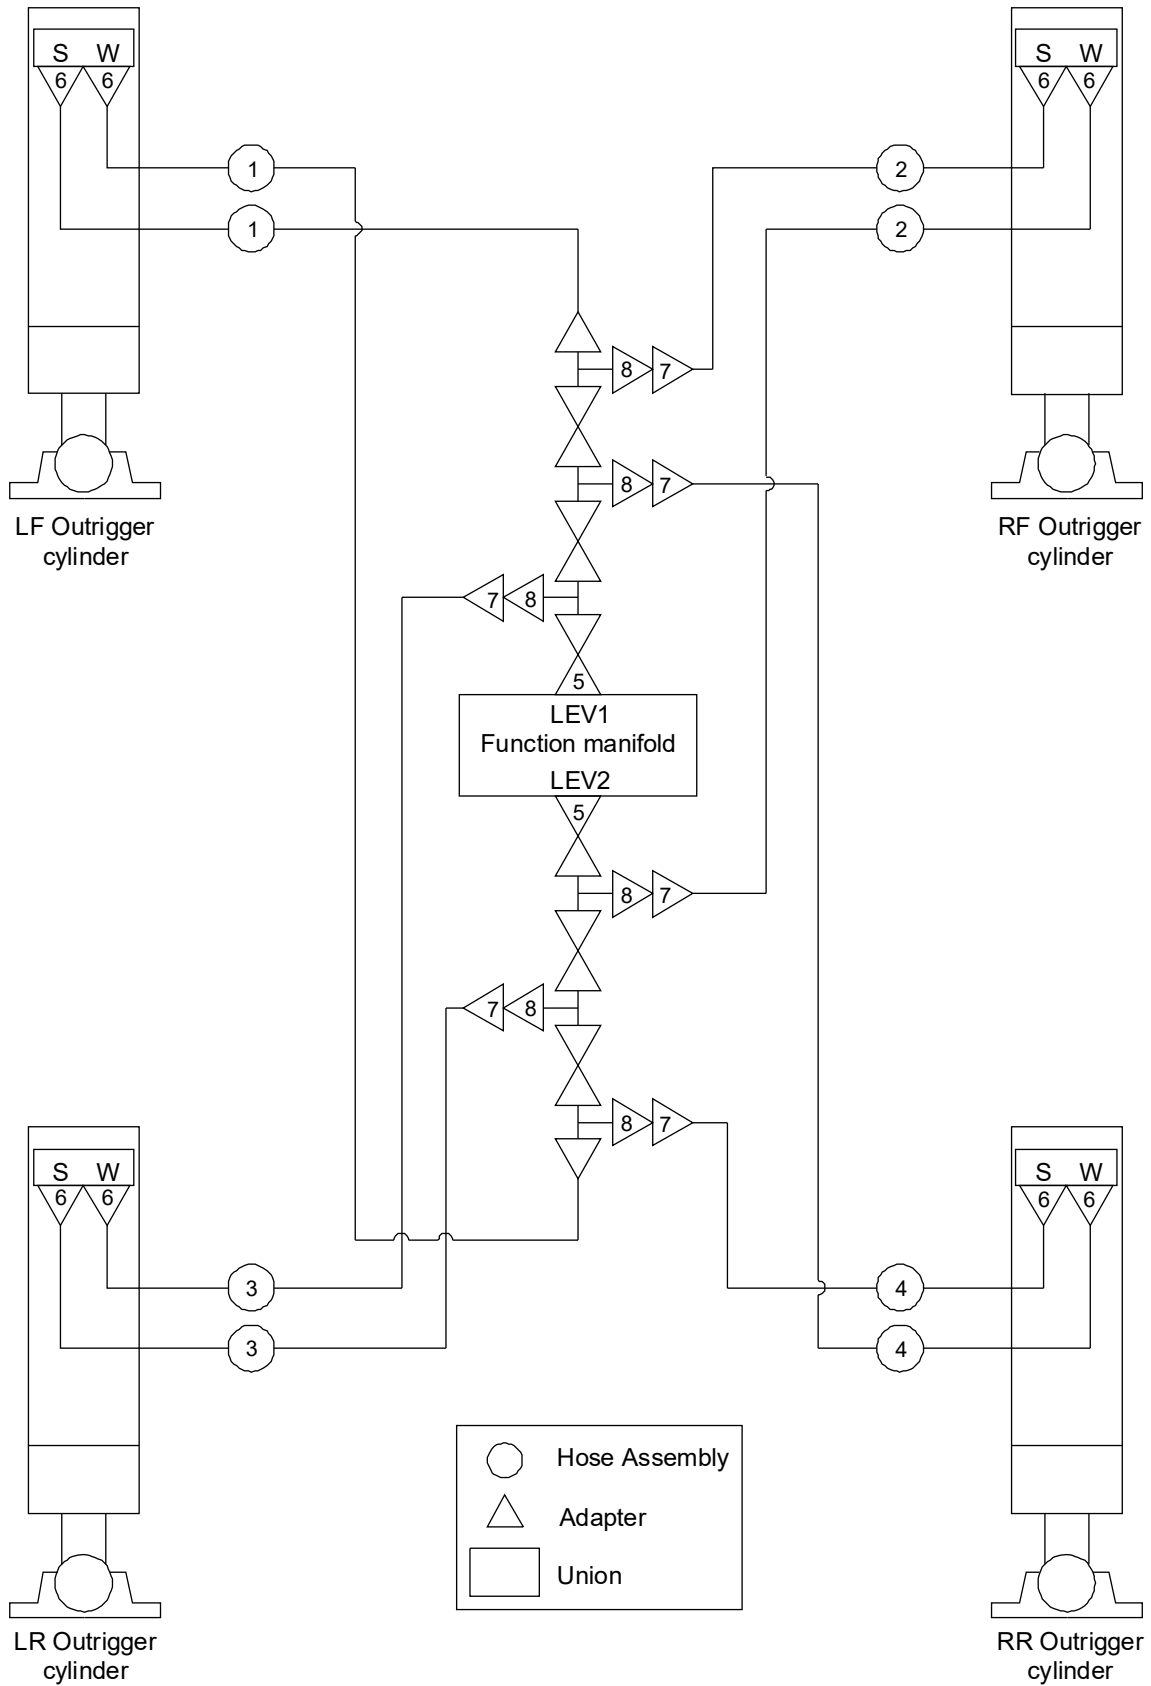 S W
6 6
S W
6 6
1
2
1
2
8 7
LF Outrigger
cylinder
8 7
RF Outrigger
cylinder
7 8
5
LEV1
Function manifold
LEV2
5
8 7
7 8
8 7
S W
6 6
S W
6 6
3
4
3
4
LR Outrigger
cylinder
Hose Assembly
Adapter
Union
RR Outrigger
cylinder